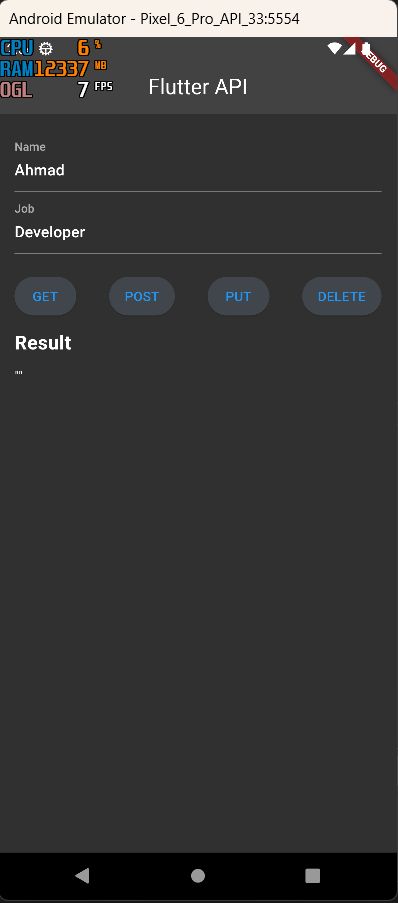 Android Emulator - Pixel_6_Pro_API_33:5554
CPU 6 %
RAM 12337 MB
OGL 7 FPS
DEBUG
Flutter API
Name
Ahmad
Job
Developer
GET POST PUT DELETE
Result
""